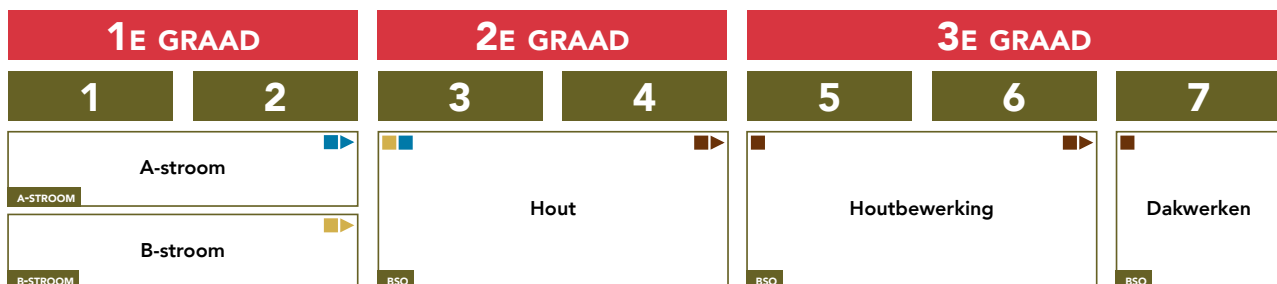 1E GRAAD
2E GRAAD
3E GRAAD
1
2
3
4
5
6
7
A-stroom
A-STROOM
B-stroom
B-STROOM
Hout
BSO
Houtbewerking
BSO
Dakwerken
BSO